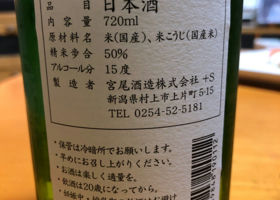 品目 日本酒
内容量 720ml
原材料名 米(国産)、米こうじ(国産米)
精米歩合 50%
アルコール分 15度
製造者 宮尾酒造株式会社 +S
新潟県村上市上片町5-15
TEL 0254-52-5181
・保管は冷暗所でお願いします。
・早めにお召し上がりください。
・お酒は楽しく適量を。
・飲酒は20歳になってから。